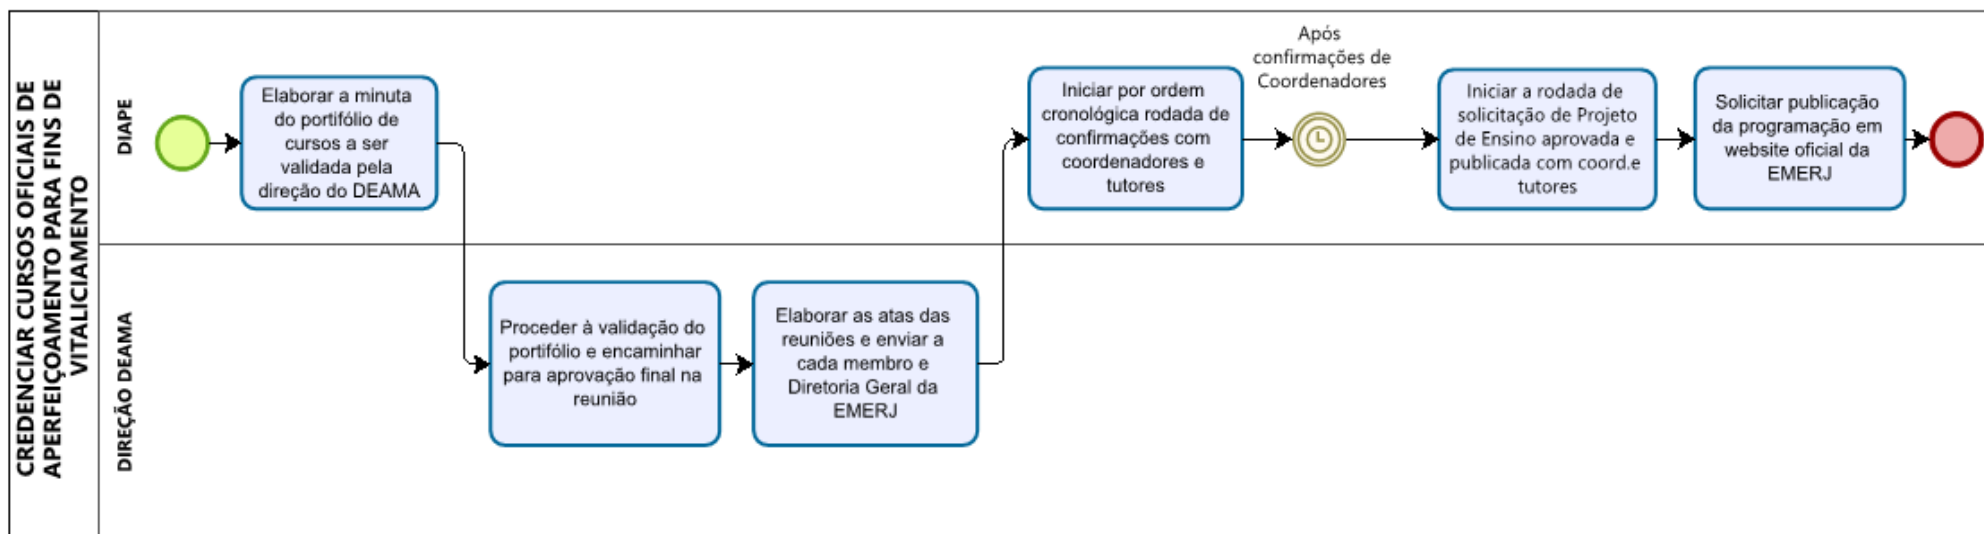 CREDENCIAR CURSOS OFICIAIS DE
APERFEIÇOAMENTO PARA FINS DE
VITALICIAMENTO
DIAPE
Elaborar a minuta
do portifólio de
cursos a ser
validada pela
direção do DEAMA
Iniciar por ordem
cronológica rodada de
confirmações com
coordenadores e
tutores
Após
confirmações de
Coordenadores
Iniciar a rodada de
solicitação de Projeto
de Ensino aprovada e
publicada com coord.e
tutores
Solicitar publicação
da programação em
website oficial da
EMERJ
DIREÇÃO DEAMA
Proceder à validação do
portifólio e encaminhar
para aprovação final na
reunião
Elaborar as atas das
reuniões e enviar a
cada membro e
Diretoria Geral da
EMERJ